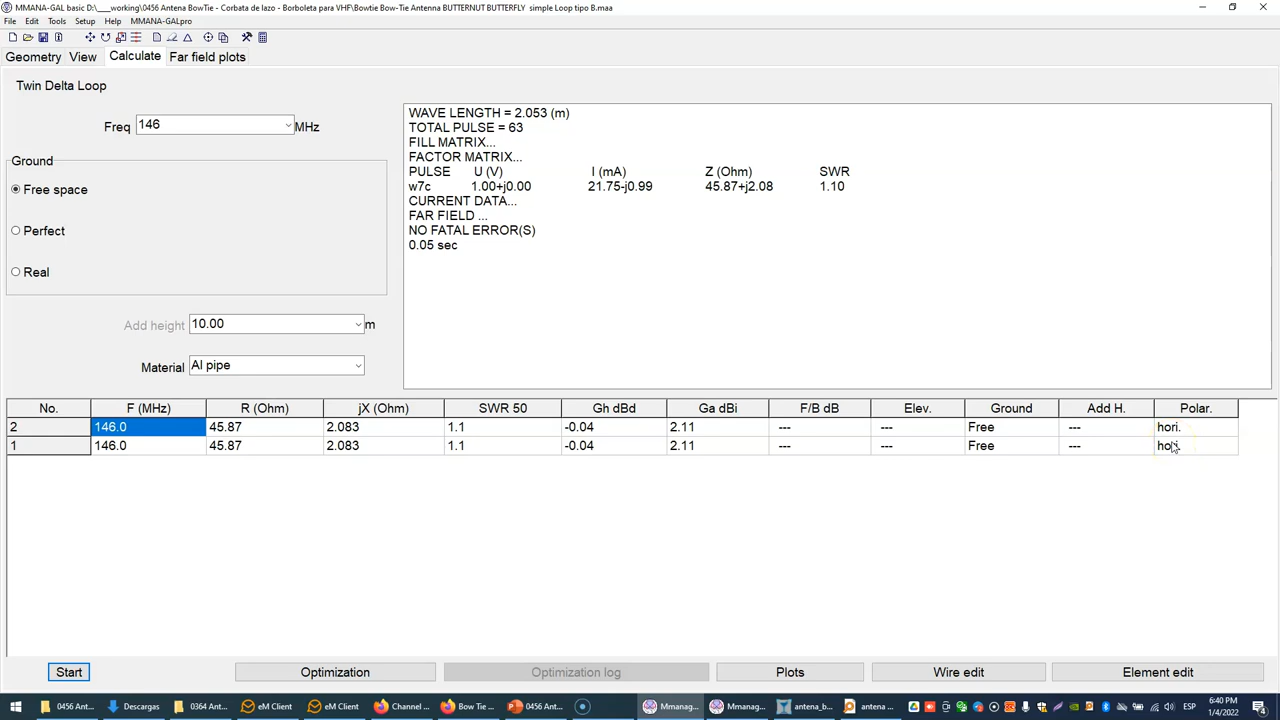 MMANA-GAL basic D:\___working\0456 Antena BowTie - Corbata de lazo - Borboleta para VHF\Bowtie Bow-Tie Antenna BUTTERNUT BUTTERFLY  simple Loop tipo B.maa
File Edit Tools Setup Help MMANA-GALpro
Geometry View Calculate Far field plots
Twin Delta Loop
Freq 146 MHz
Ground
Free space
Perfect
Real
Add height 10.00 m
Material Al pipe
WAVE LENGTH = 2.053 (m)
TOTAL PULSE = 63
FILL MATRIX...
FACTOR MATRIX...
PULSE U (V) I (mA) Z (Ohm) SWR
w7c 1.00+j0.00 21.75-j0.99 45.87+j2.08 1.10
CURRENT DATA...
FAR FIELD ...
NO FATAL ERROR(S)
0.05 sec
No. F (MHz) R (Ohm) jX (Ohm) SWR 50 Gh dBd Ga dBi F/B dB Elev. Ground Add H. Polar.
2 146.0 45.87 2.083 1.1 -0.04 2.11 --- --- Free --- hori.
1 146.0 45.87 2.083 1.1 -0.04 2.11 --- --- Free --- hori.
Start Optimization Optimization log Plots Wire edit Element edit
0456 Ant... Descargas 0364 Ant... eM Client eM Client Channel ... Bow Tie ... 0456 Ant... Mmanag... Mmanag... antena_b... antena ... ESP 6:40 PM
1/4/2022